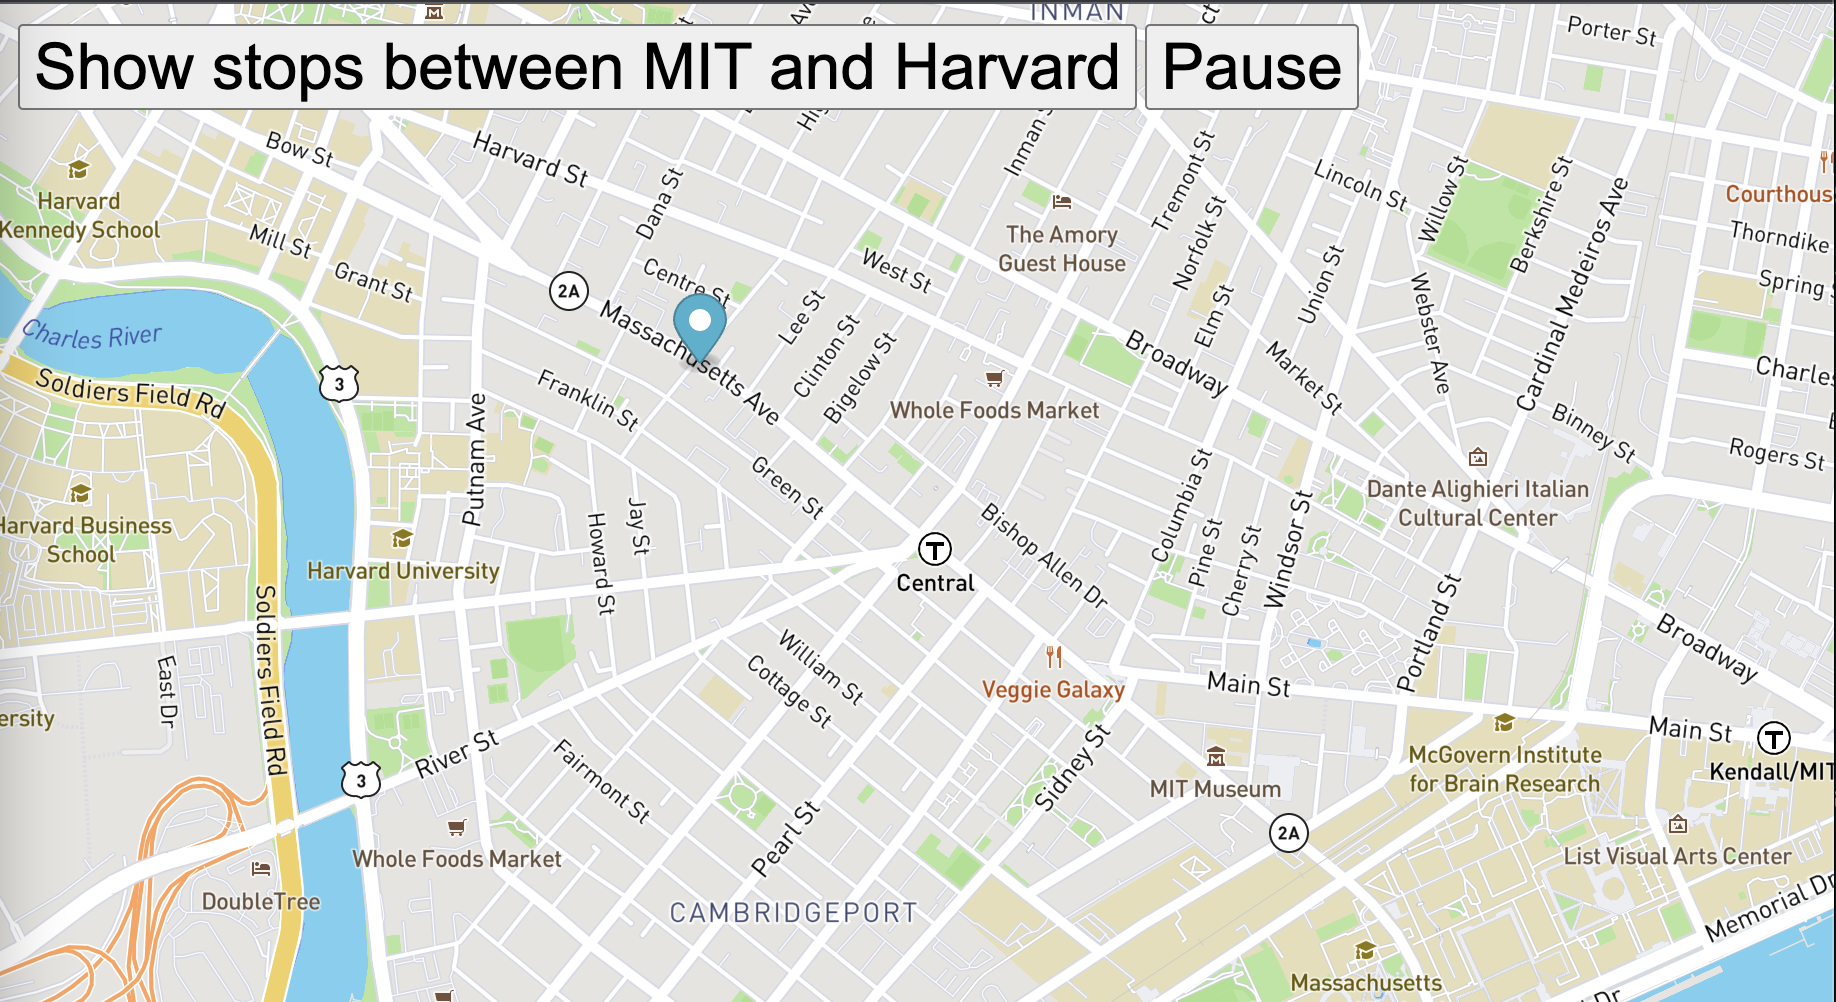 INMAN
Show stops between MIT and Harvard
Pause
Porter St
Bow St
Harvard St
Dana St
Inman
Tremont St
Lincoln St
Willow St
Berkshire St
Courthous
Harvard
Kennedy School
Mill St
Grant St
Centre St
West St
The Amory
Guest House
Norfolk St
Union St
Cardinal Medeiros Ave
Thorndike
Spring
2A
Massachusetts Ave
Lee St
Clinton St
Bigelow St
Elm St
Webster Ave
Charles River
Soldiers Field Rd
3
Franklin St
Putnam Ave
Broadway
Market St
Binney St
Charles
Whole Foods Market
Rogers St
Green St
Jay St
Howard St
Bishop Allen Dr
Columbia St
Pine St
Cherry St
Windsor St
Dante Alighieri Italian
Cultural Center
Harvard Business
School
Harvard University
T
Central
Soldiers Field Rd
East Dr
ersity
William St
Cottage St
Veggie Galaxy
Main St
Portland St
Broadway
Main St
T
Kendall/MIT
River St
3
Fairmont St
Pearl St
Sidney St
MIT Museum
McGovern Institute
for Brain Research
2A
List Visual Arts Center
Whole Foods Market
DoubleTree
CAMBRIDGEPORT
Memorial Dr
Massachusetts
Dr